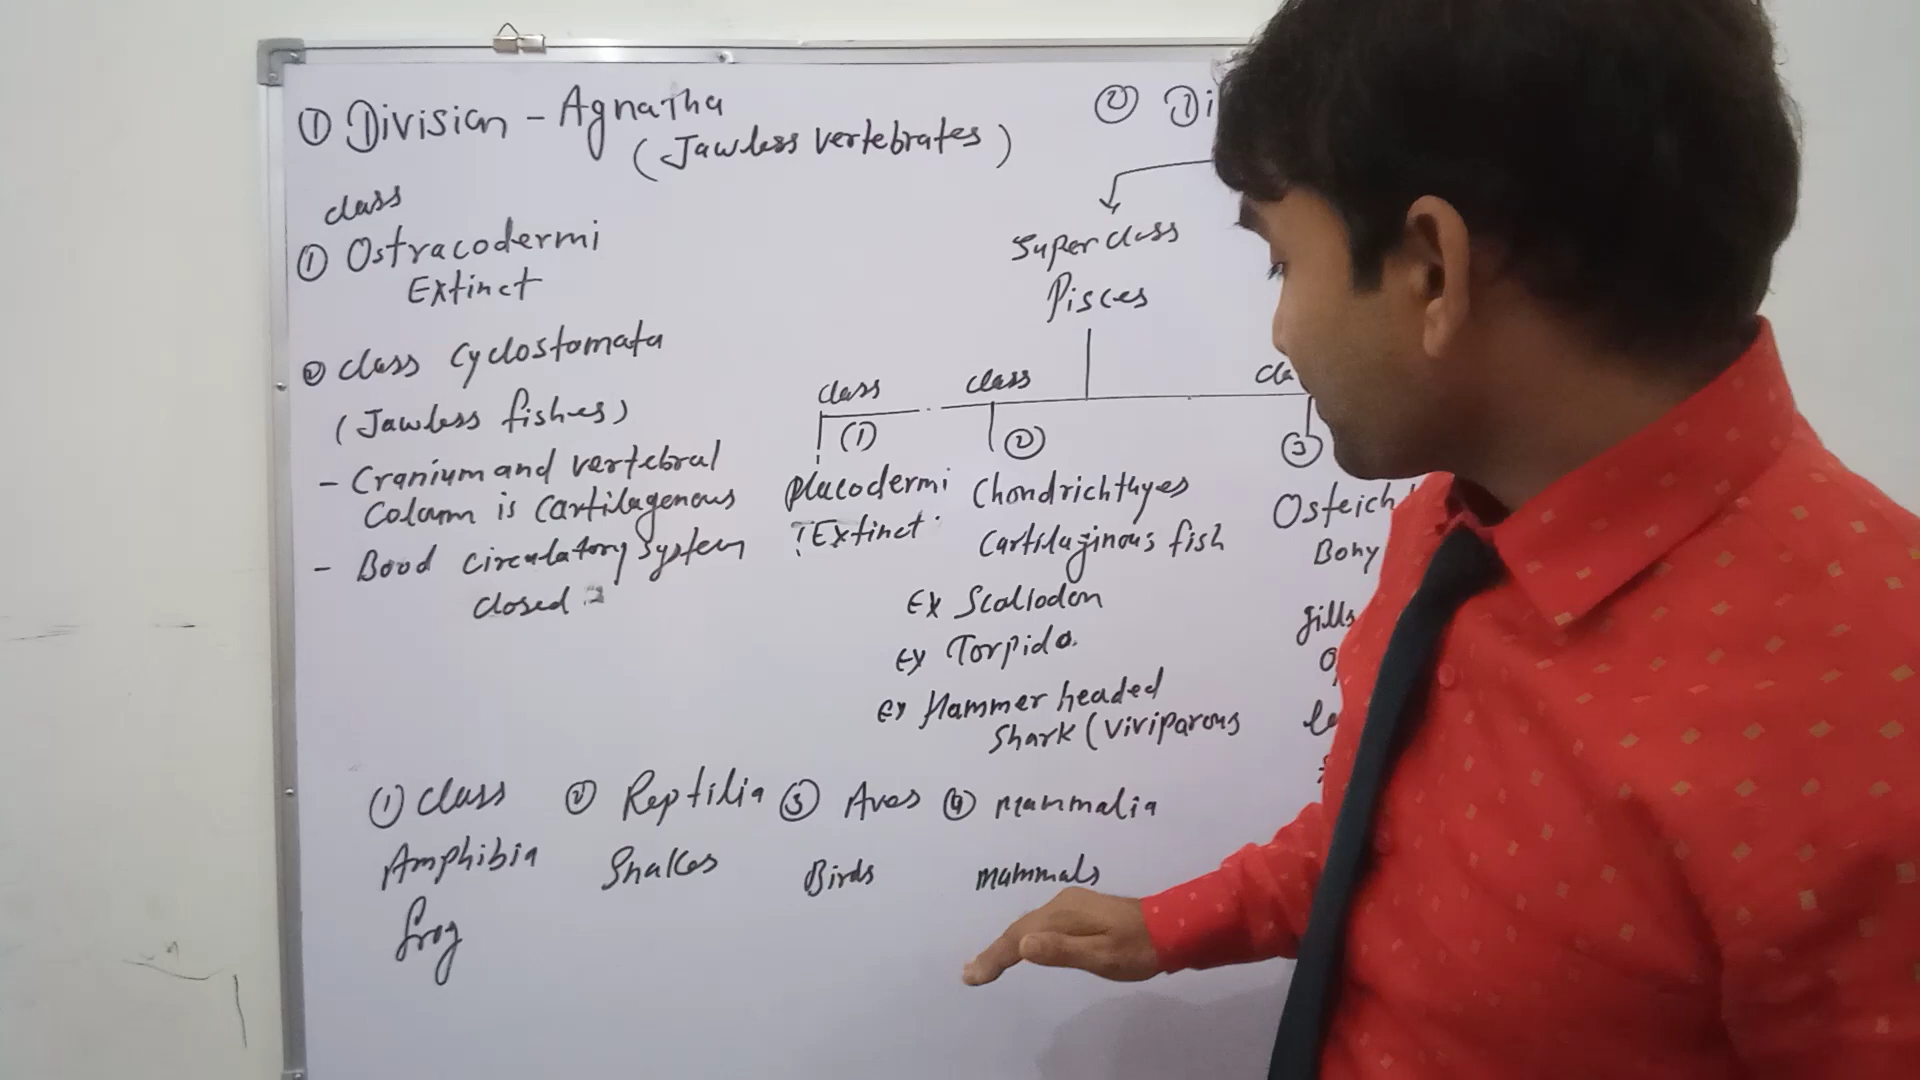 ① Division - Agnatha
(Jawless vertebrates)
class
① Ostracodermi
Extinct
② class Cyclostomata
(Jawless fishes)
- Cranium and vertebral
Column is Cartilagenous
- Bood circulatory System
closed
② Di
Super class
Pisces
class class cla
(1) ② ③
placodermi Chondrichthyes Osteich
Extinct Cartilaginous fish Bony
Ex Scoliodon gills
Ex Torpido.
Ex Hammer headed
Shark (Viviparous
① class ② Reptilia ③ Aves ④ mammalia
Amphibia Snakes Birds mammals
frog